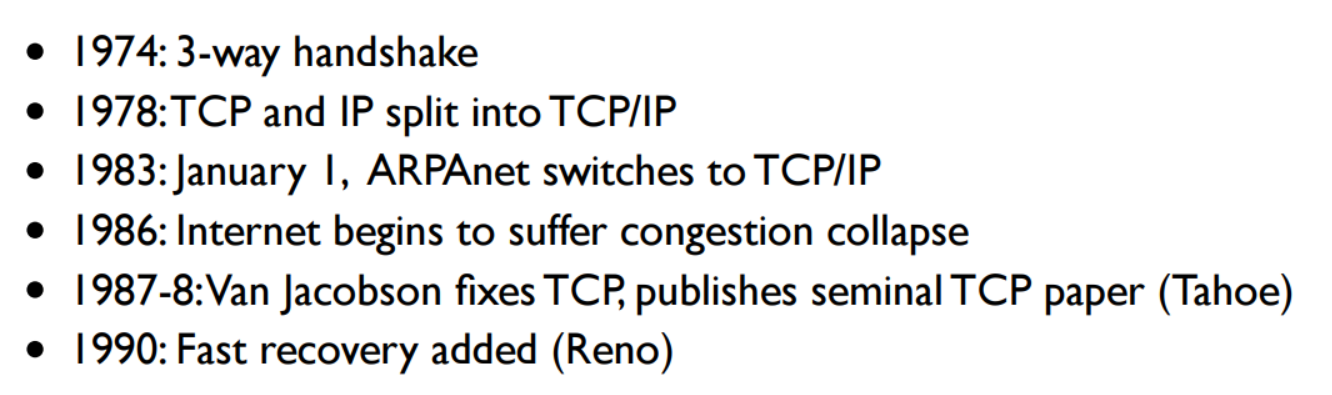 • 1974: 3-way handshake
• 1978: TCP and IP split into TCP/IP
• 1983: January 1, ARPAnet switches to TCP/IP
• 1986: Internet begins to suffer congestion collapse
• 1987-8: Van Jacobson fixes TCP, publishes seminal TCP paper (Tahoe)
• 1990: Fast recovery added (Reno)